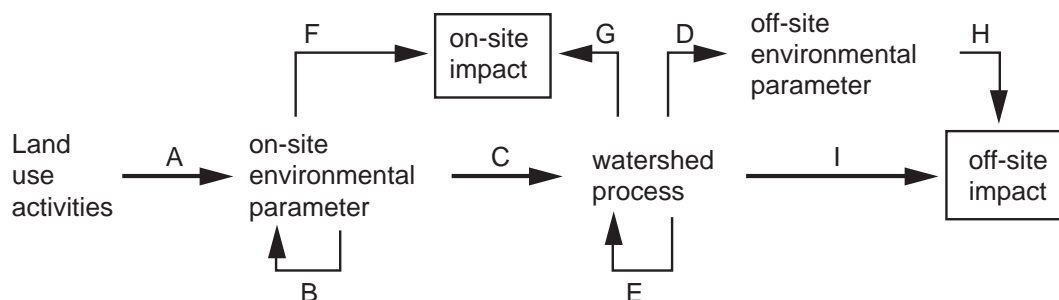 F
on-site
impact
G
D
off-site
environmental
parameter
H
Land
use
activities
A
on-site
environmental
parameter
C
watershed
process
I
off-site
impact
B
E